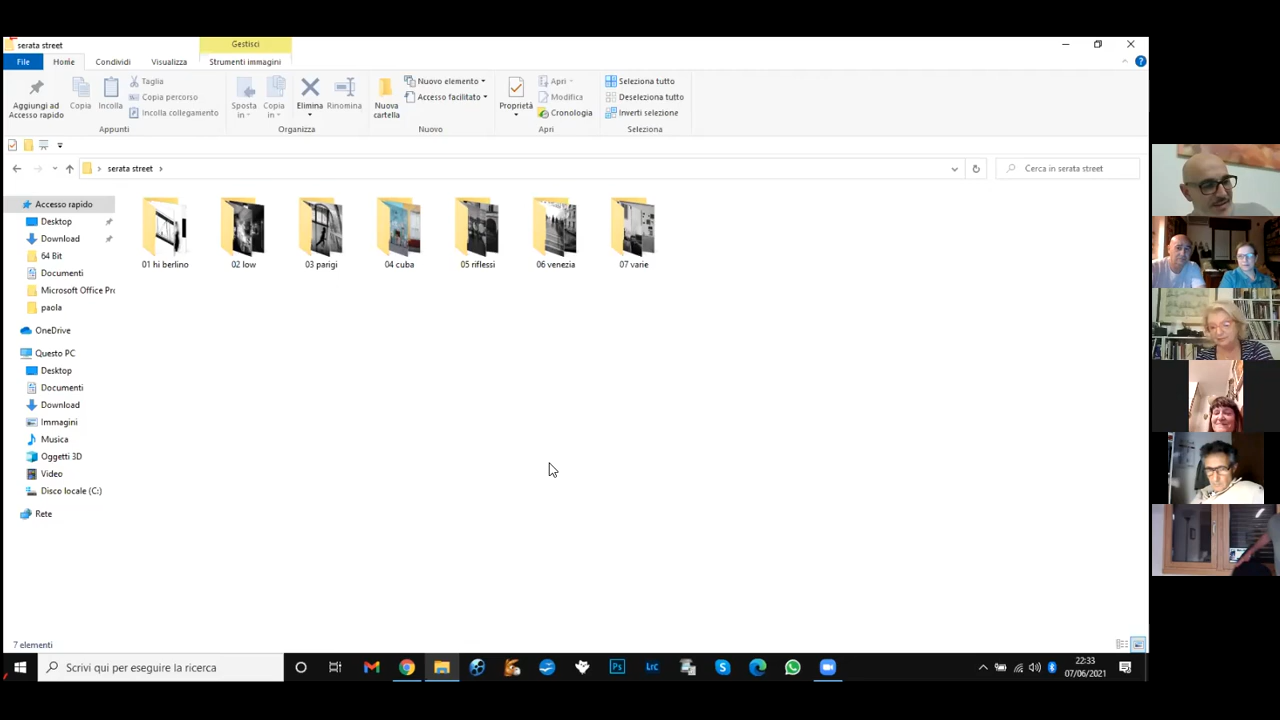 serata street
Gestisci
File
Home
Condividi
Visualizza
Strumenti immagini
Aggiungi ad
Accesso rapido
Copia
Incolla
Taglia
Copia percorso
Incolla collegamento
Appunti
Sposta
in
Copia
in
Elimina
Rinomina
Organizza
Nuova
cartella
Nuovo elemento
Accesso facilitato
Nuovo
Proprietà
Apri
Modifica
Cronologia
Apri
Seleziona tutto
Deseleziona tutto
Inverti selezione
Seleziona
serata street
Cerca in serata street
Accesso rapido
Desktop
Download
64 Bit
Documenti
Microsoft Office Pro
paola
OneDrive
Questo PC
Desktop
Documenti
Download
Immagini
Musica
Oggetti 3D
Video
Disco locale (C:)
Rete
01 hi berlino
02 low
03 parigi
04 cuba
05 riflessi
06 venezia
07 varie
7 elementi
Scrivi qui per eseguire la ricerca
Ps
Lrc
22:33
07/06/2021